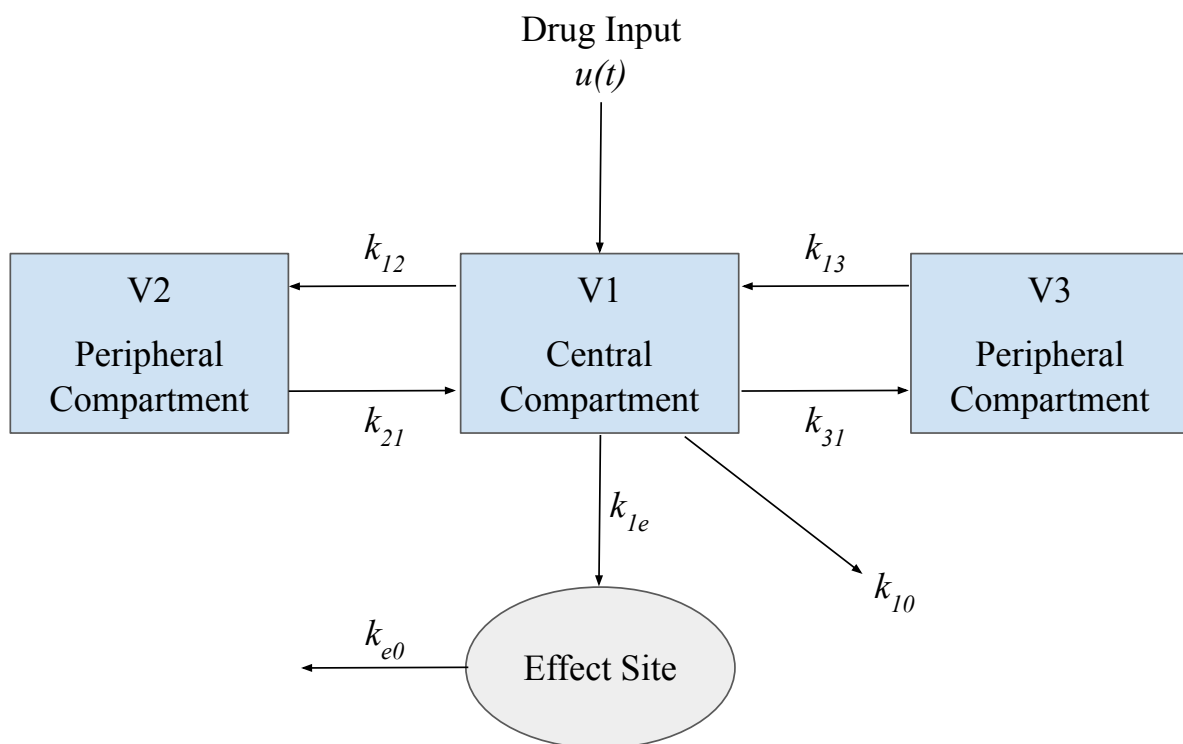 Drug Input
u(t)
k12
k13
V2
V1
V3
Peripheral
Compartment
Central
Compartment
Peripheral
Compartment
k21
k31
k1e
k10
ke0
Effect Site